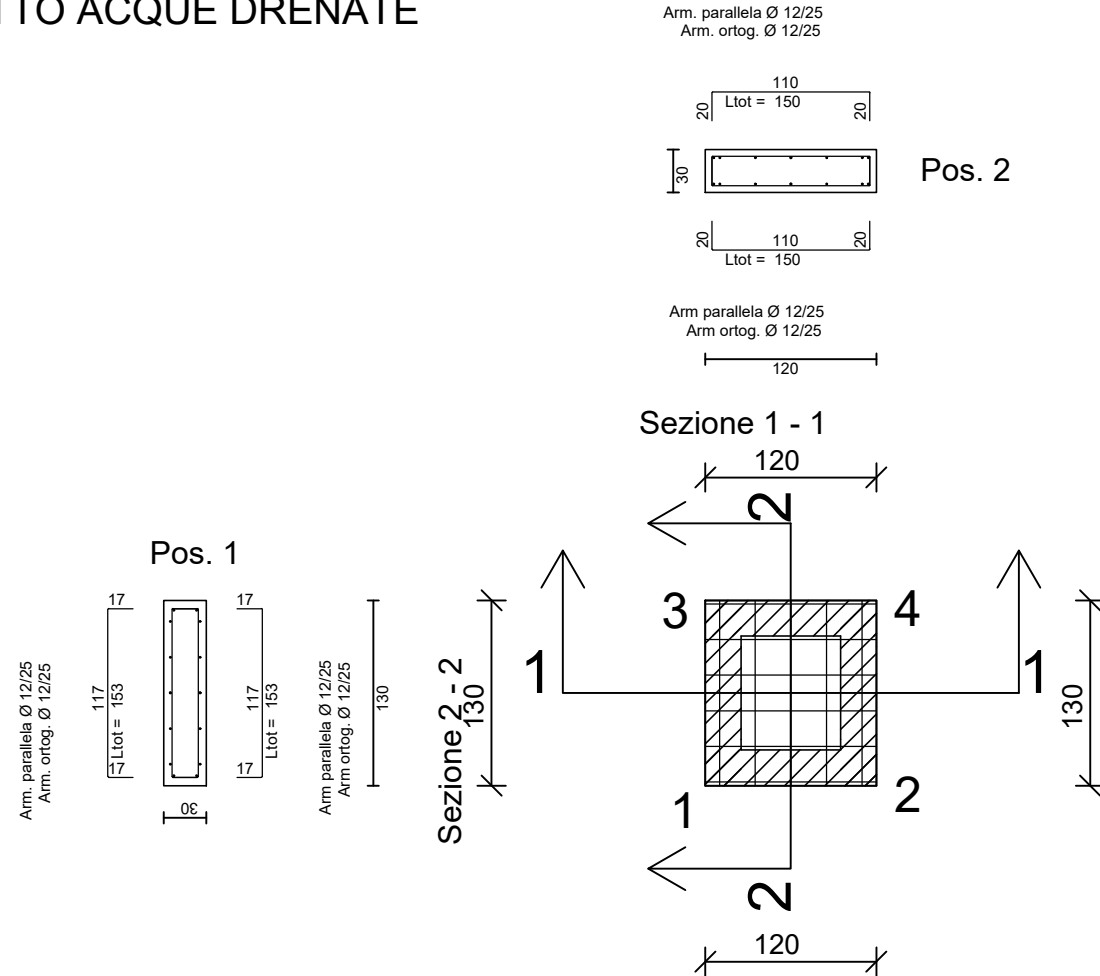 TO ACQUE DRENATE
Arm. parallela Ø 12/25
Arm. ortog. Ø 12/25
110
20
Ltot = 150
20
30
Pos. 2
20
110
20
Ltot = 150
Arm parallela Ø 12/25
Arm ortog. Ø 12/25
120
Sezione 1 - 1
120
2
Pos. 1
17
17
3
4
1
1
Arm. parallela Ø 12/25
Arm. ortog. Ø 12/25
117
Ltot = 153
117
Ltot = 153
Arm parallela Ø 12/25
Arm ortog. Ø 12/25
130
Sezione 2 - 2
130
130
17
17
30
1
2
2
120